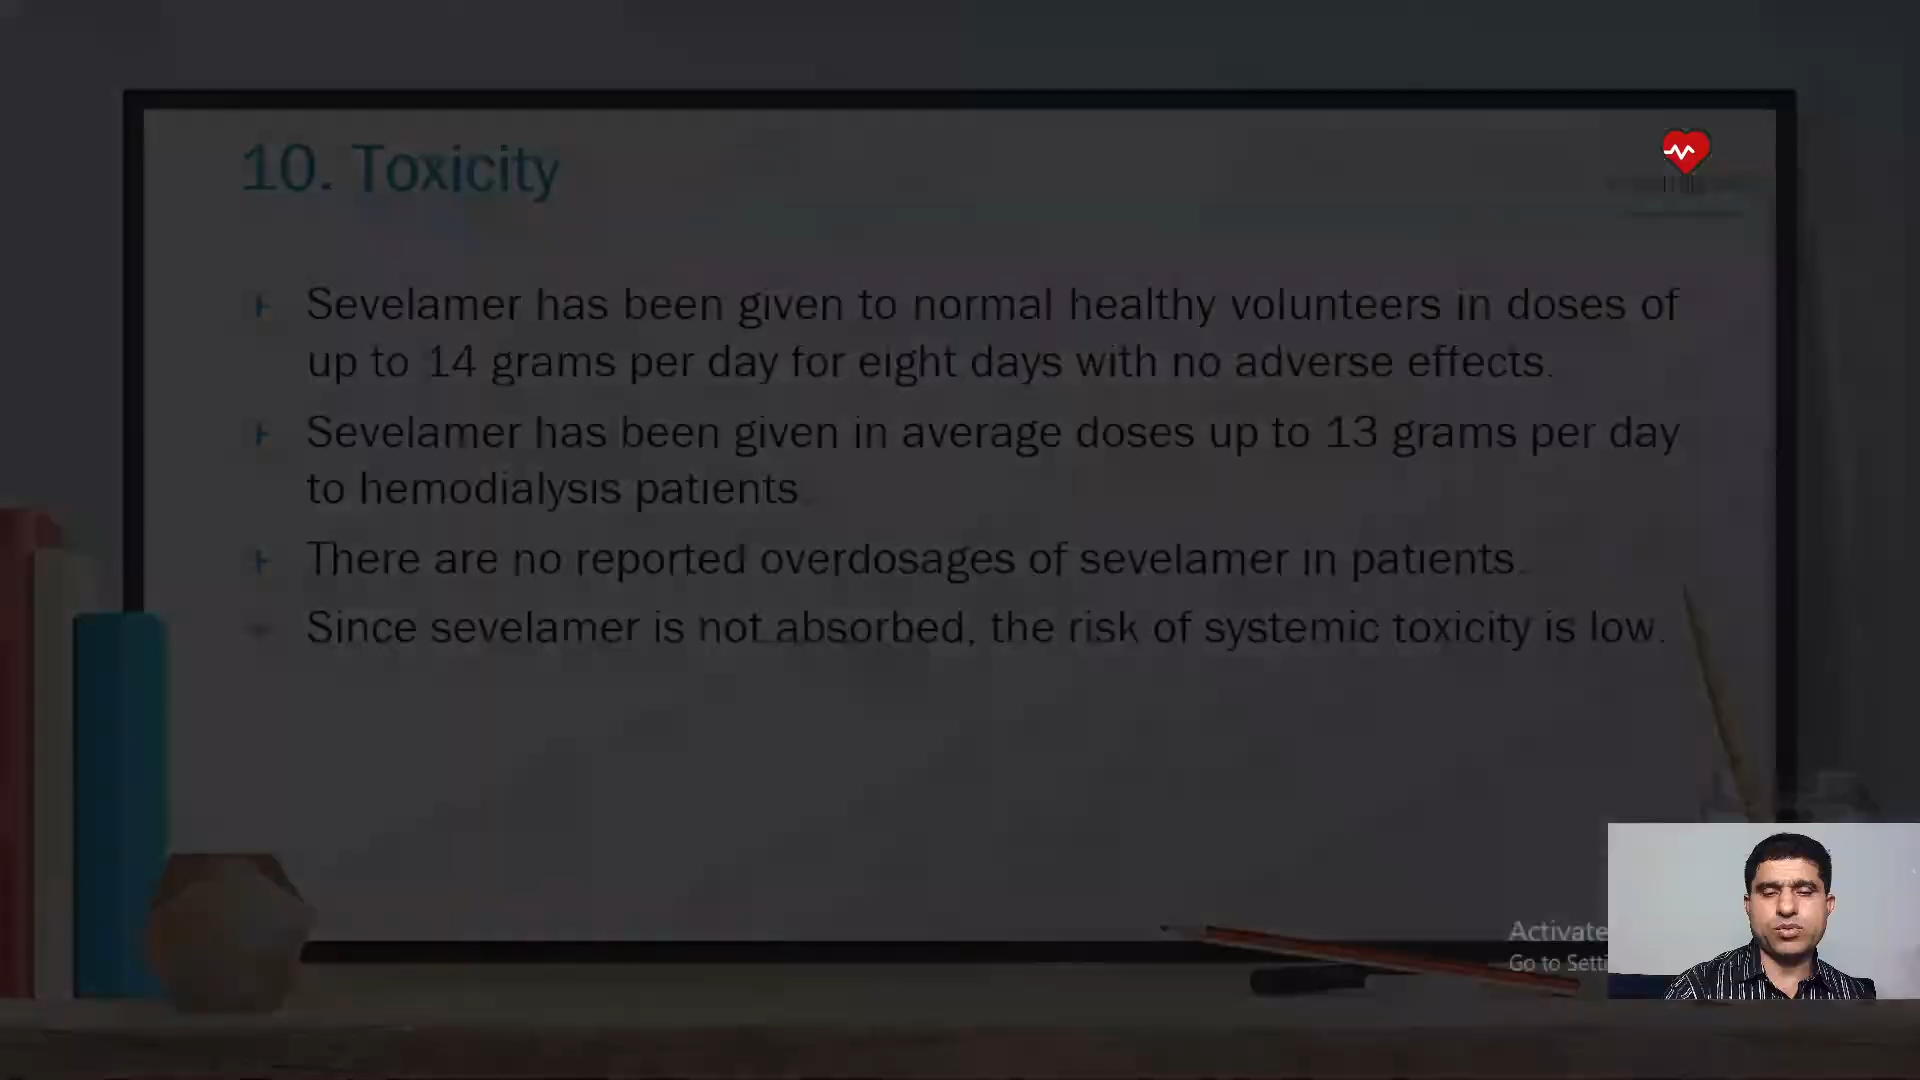 10. Toxicity
Sevelamer has been given to normal healthy volunteers in doses of
up to 14 grams per day for eight days with no adverse effects.
Sevelamer has been given in average doses up to 13 grams per day
to hemodialysis patients.
There are no reported overdosages of sevelamer in patients.
Since sevelamer is not absorbed, the risk of systemic toxicity is low.
Activate
Go to Setti